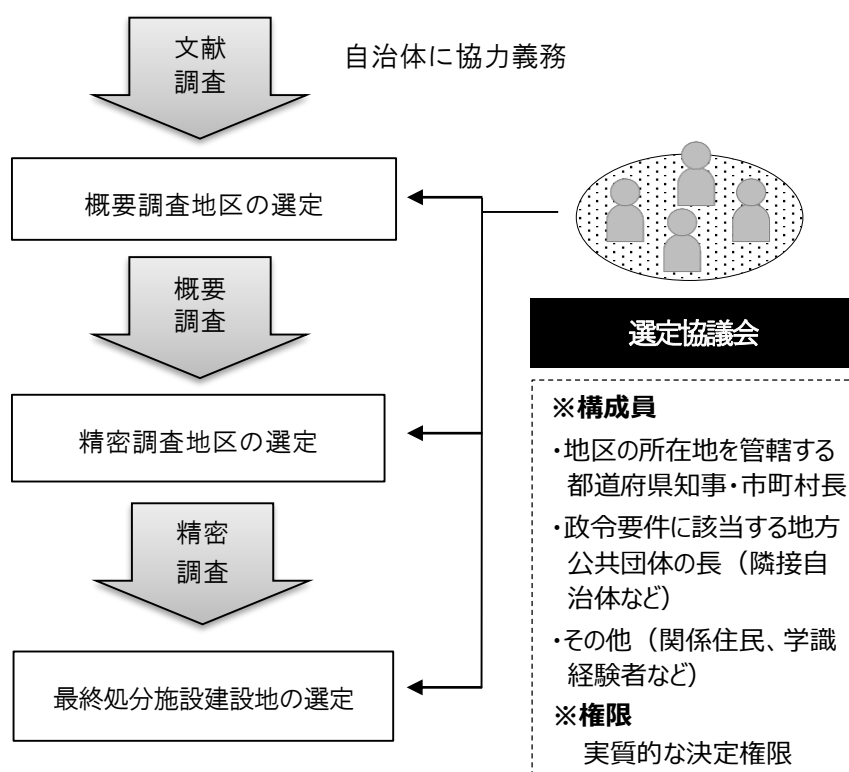 文献
調査
自治体に協力義務
概要調査地区の選定
概要
調査
精密調査地区の選定
精密
調査
最終処分施設建設地の選定
選定協議会
※構成員
・地区の所在地を管轄する
都道府県知事・市町村長
・政令要件に該当する地方
公共団体の長（隣接自
治体など）
・その他（関係住民、学識
経験者など）
※権限
実質的な決定権限